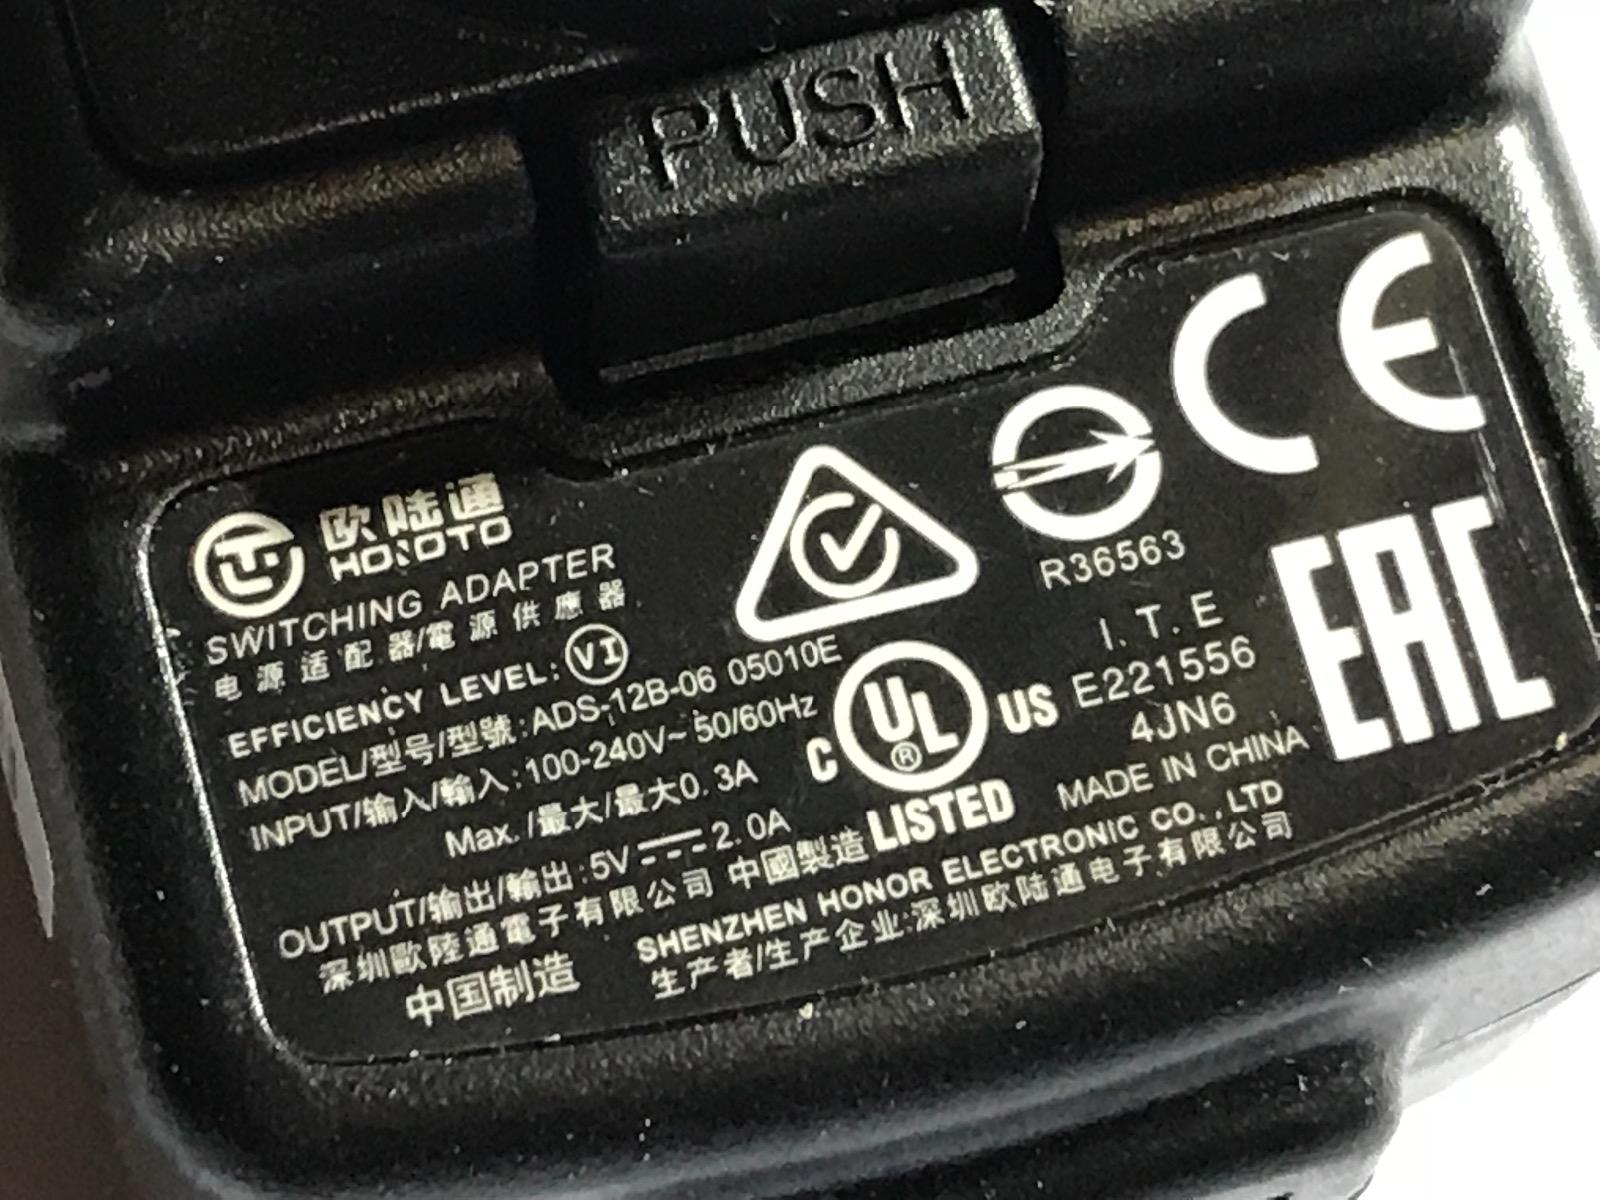 PUSH
欧陆通
HONOTO
SWITCHING ADAPTER
电源适配器/電源供應器
EFFICIENCY LEVEL: VI
MODEL/型号/型號:ADS-12B-06 05010E
INPUT/输入/輸入:100-240V~50/60Hz
Max./最大/最大0.3A
OUTPUT/输出/輸出:5V⎓2.0A
深圳歐陸通電子有限公司 中國製造
中国制造
R36563
CE
EAC
C UL® US
LISTED
I.T.E
E221556
4JN6
MADE IN CHINA
SHENZHEN HONOR ELECTRONIC CO.,LTD
生产者/生产企业:深圳欧陆通电子有限公司